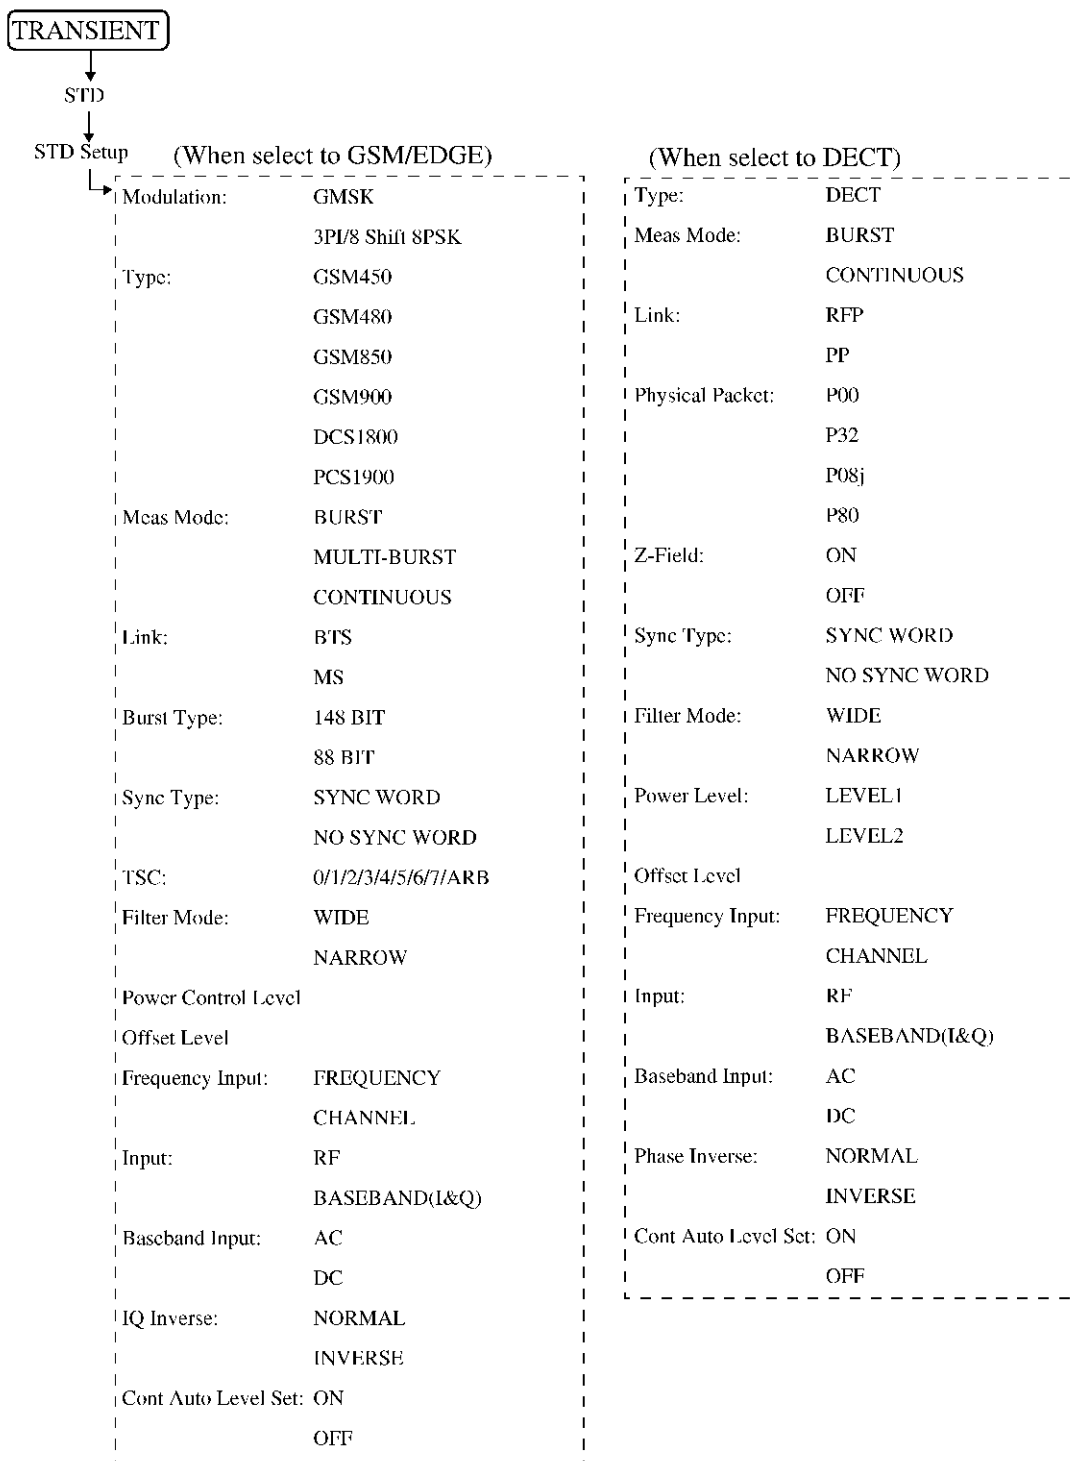 TRANSIENT
STD
STD Setup
(When select to GSM/EDGE)
Modulation: GMSK
3PI/8 Shift 8PSK
Type: GSM450
GSM480
GSM850
GSM900
DCS1800
PCS1900
Meas Mode: BURST
MULTI-BURST
CONTINUOUS
Link: BTS
MS
Burst Type: 148 BIT
88 BIT
Sync Type: SYNC WORD
NO SYNC WORD
TSC: 0/1/2/3/4/5/6/7/ARB
Filter Mode: WIDE
NARROW
Power Control Level
Offset Level
Frequency Input: FREQUENCY
CHANNEL
Input: RF
BASEBAND(I&Q)
Baseband Input: AC
DC
IQ Inverse: NORMAL
INVERSE
Cont Auto Level Set: ON
OFF
(When select to DECT)
Type: DECT
Meas Mode: BURST
CONTINUOUS
Link: RFP
PP
Physical Packet: P00
P32
P08j
P80
Z-Field: ON
OFF
Sync Type: SYNC WORD
NO SYNC WORD
Filter Mode: WIDE
NARROW
Power Level: LEVEL1
LEVEL2
Offset Level
Frequency Input: FREQUENCY
CHANNEL
Input: RF
BASEBAND(I&Q)
Baseband Input: AC
DC
Phase Inverse: NORMAL
INVERSE
Cont Auto Level Set: ON
OFF